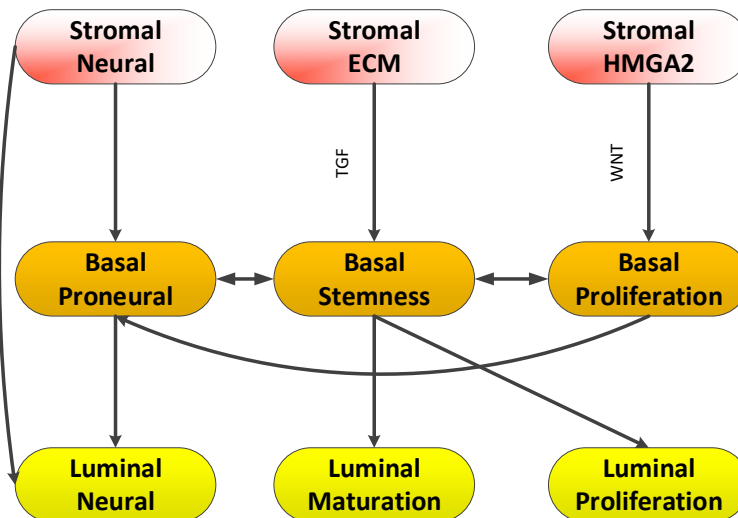 Stromal
Neural
Stromal
ECM
Stromal
HMGA2
TGF
WNT
Basal
Proneural
Basal
Stemness
Basal
Proliferation
Luminal
Neural
Luminal
Maturation
Luminal
Proliferation